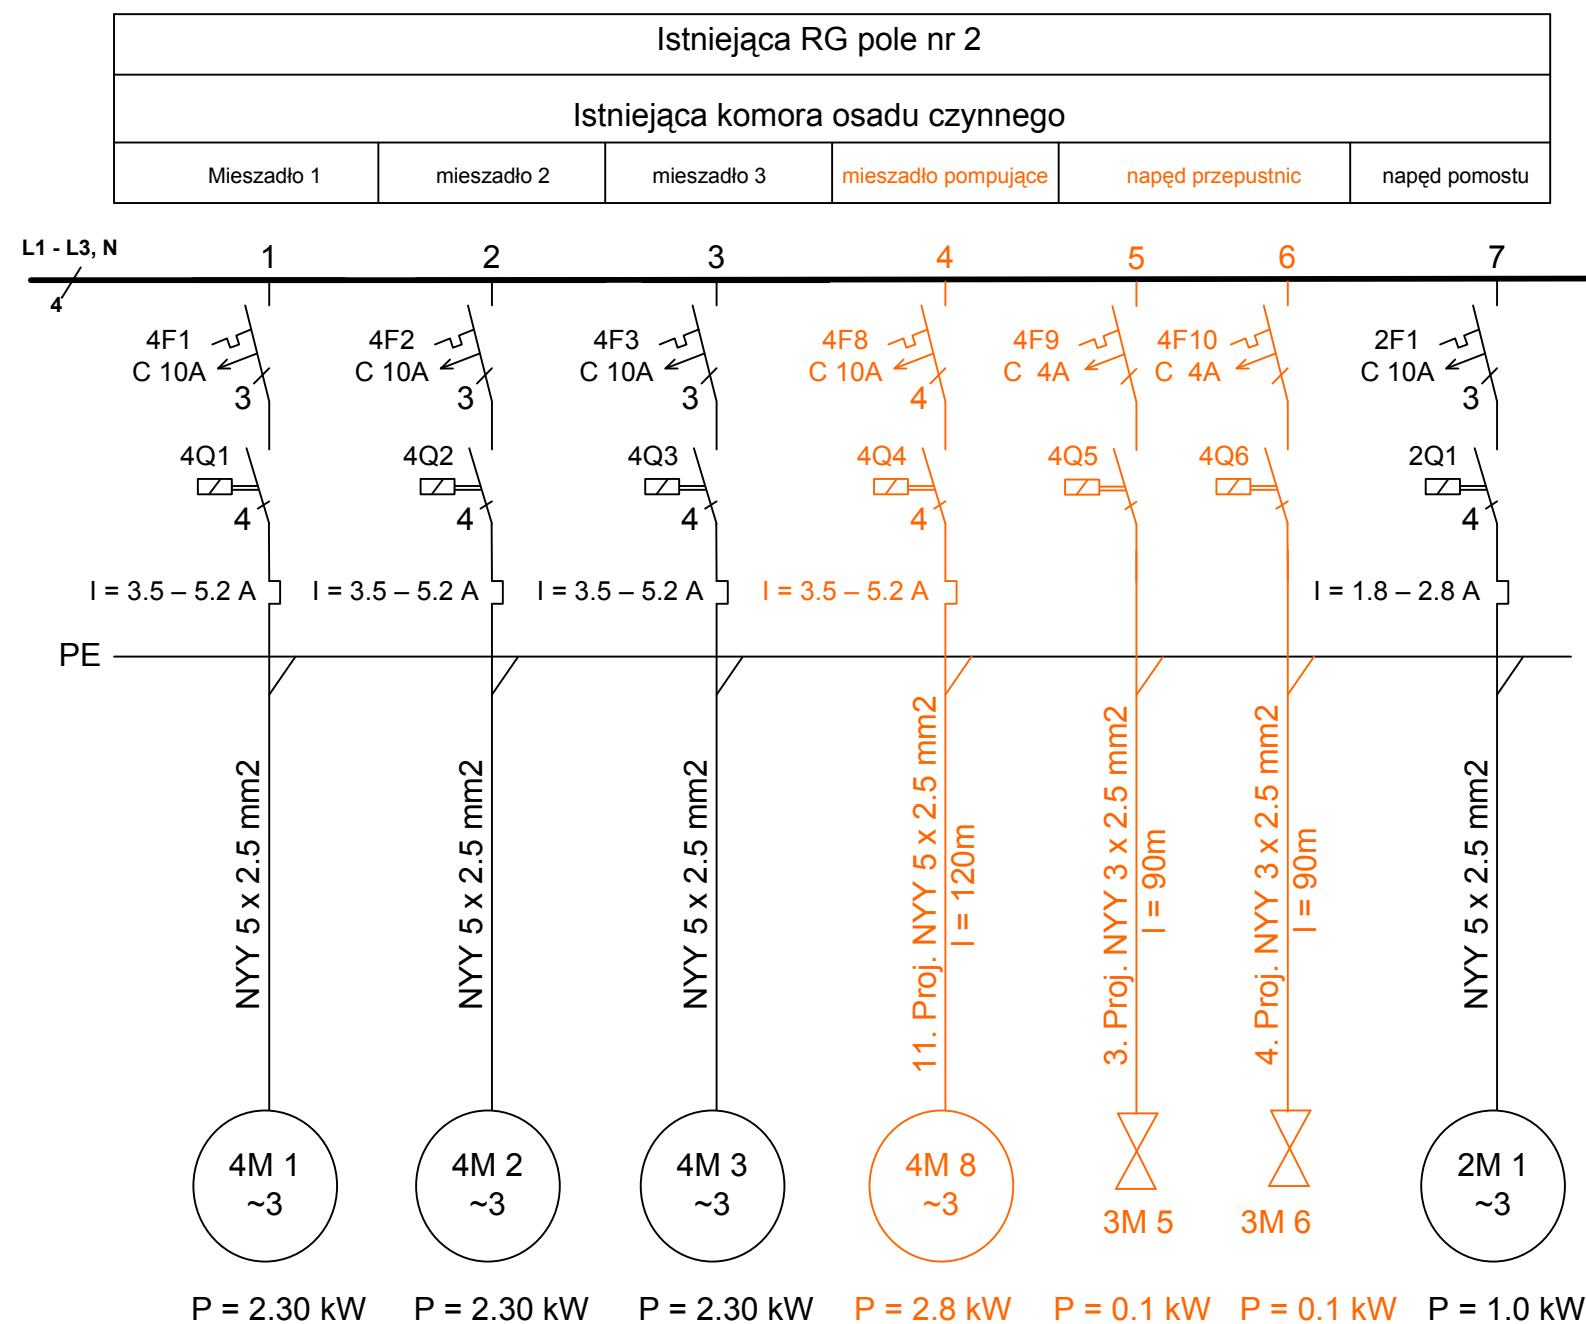 Istniejąca RG pole nr 2
Istniejąca komora osadu czynnego
Mieszadło 1 mieszadło 2 mieszadło 3 mieszadło pompujące napęd przepustnic napęd pomostu
L1 - L3, N
1 2 3 4 5 6 7
4
4F1 4F2 4F3 4F8 4F9 4F10 2F1
C 10A C 10A C 10A C 10A C 4A C 4A C 10A
3 3 3 4 3
4Q1 4Q2 4Q3 4Q4 4Q5 4Q6 2Q1
4 4 4 4 4
I = 3.5 – 5.2 A I = 3.5 – 5.2 A I = 3.5 – 5.2 A I = 3.5 – 5.2 A I = 1.8 – 2.8 A
PE
NYY 5 x 2.5 mm2
NYY 5 x 2.5 mm2
NYY 5 x 2.5 mm2
11. Proj. NYY 5 x 2.5 mm2
l = 120m
3. Proj. NYY 3 x 2.5 mm2
l = 90m
4. Proj. NYY 3 x 2.5 mm2
l = 90m
NYY 5 x 2.5 mm2
4M 1 4M 2 4M 3 4M 8 2M 1
~3 ~3 ~3 ~3 ~3
3M 5 3M 6
P = 2.30 kW P = 2.30 kW P = 2.30 kW P = 2.8 kW P = 0.1 kW P = 0.1 kW P = 1.0 kW